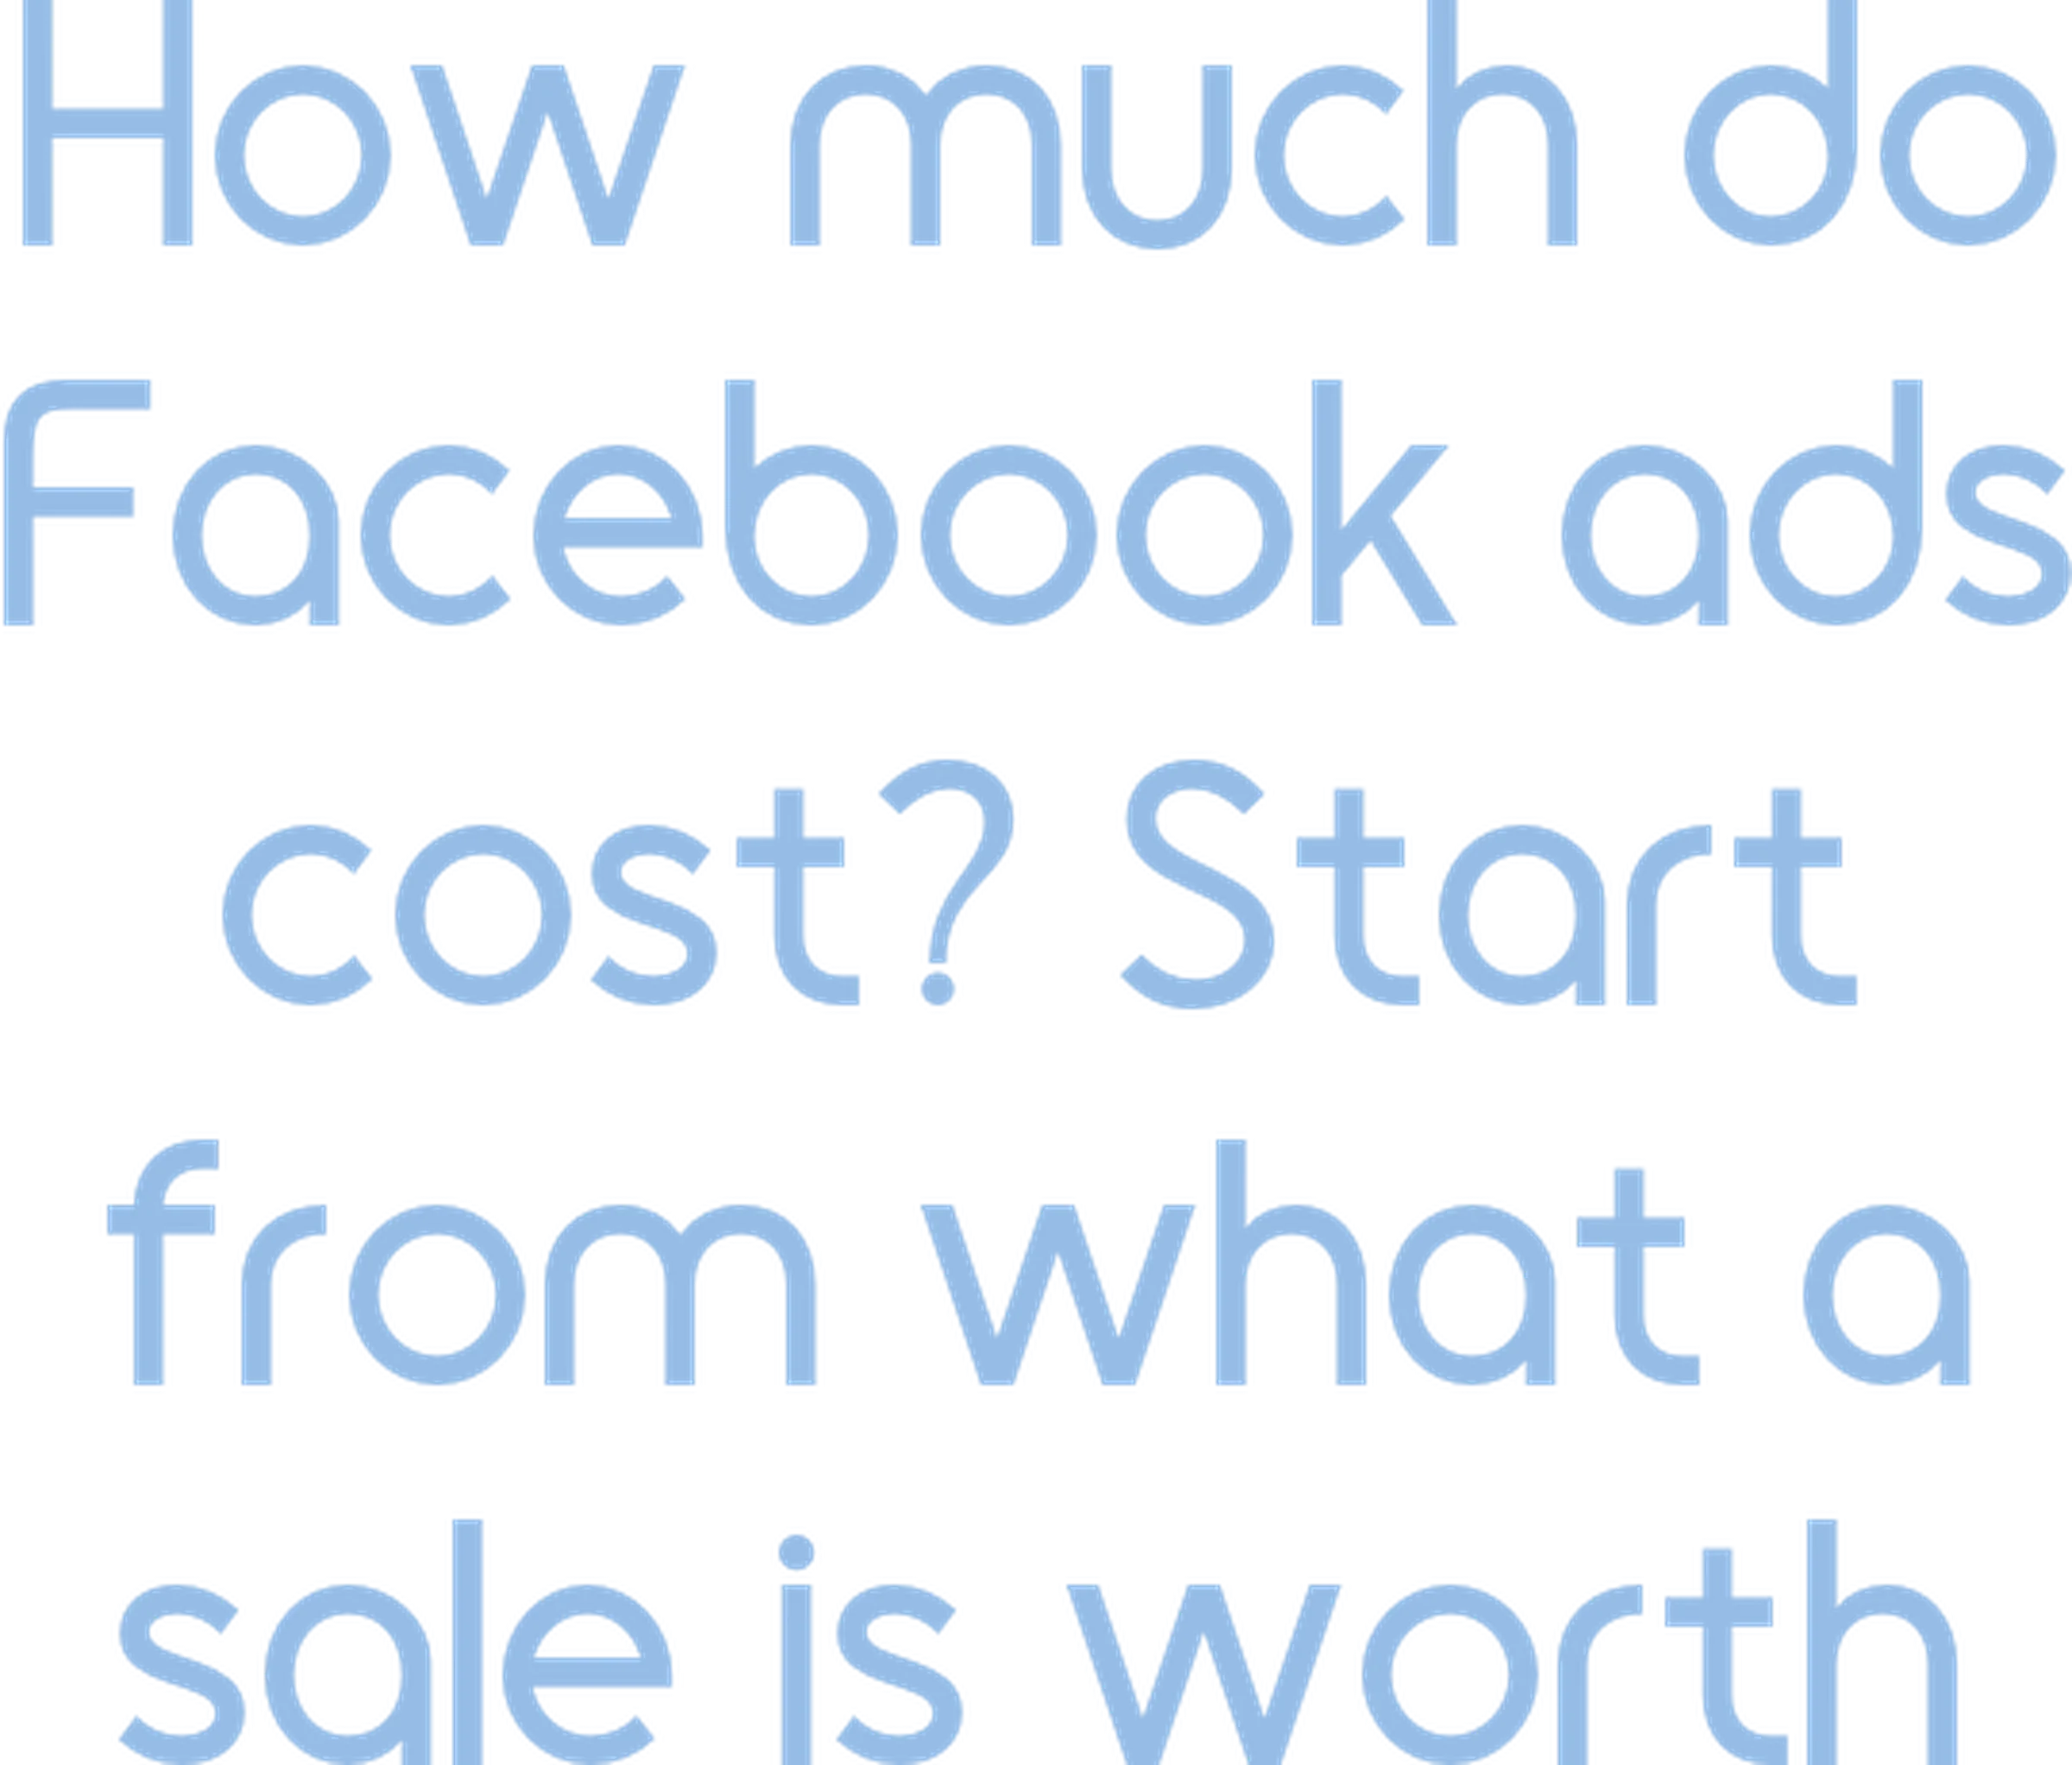 How much do
Facebook ads
cost? Start
from what a
sale is worth